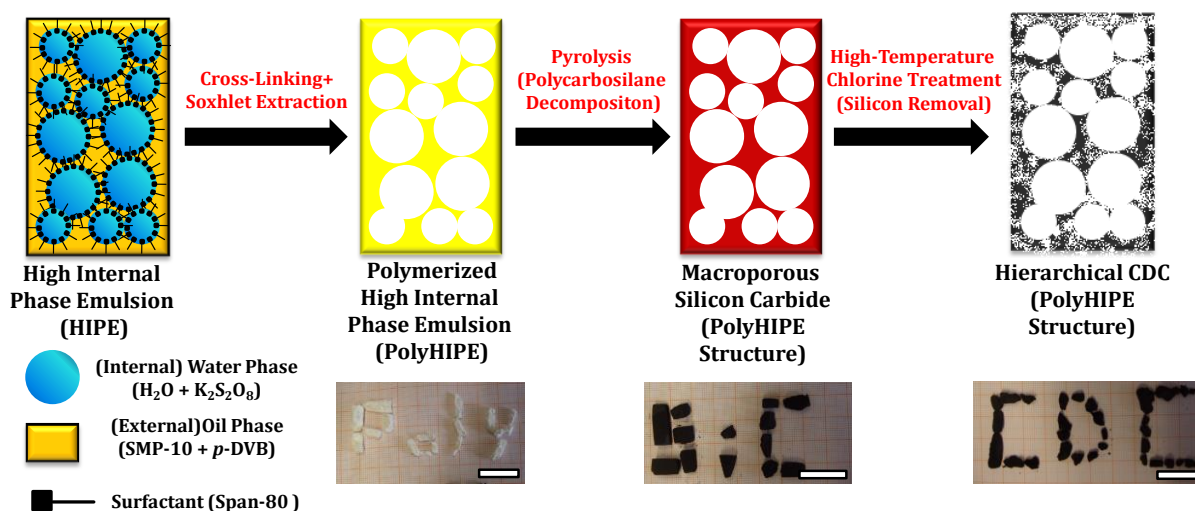 Cross-Linking+
Soxhlet Extraction
Pyrolysis
(Polycarbosilane
Decompositon)
High-Temperature
Chlorine Treatment
(Silicon Removal)
High Internal
Phase Emulsion
(HIPE)
Polymerized
High Internal
Phase Emulsion
(PolyHIPE)
Macroporous
Silicon Carbide
(PolyHIPE
Structure)
Hierarchical CDC
(PolyHIPE
Structure)
(Internal) Water Phase
(H₂O + K₂S₂O₈)
(External)Oil Phase
(SMP-10 + p-DVB)
Surfactant (Span-80 )
CDC